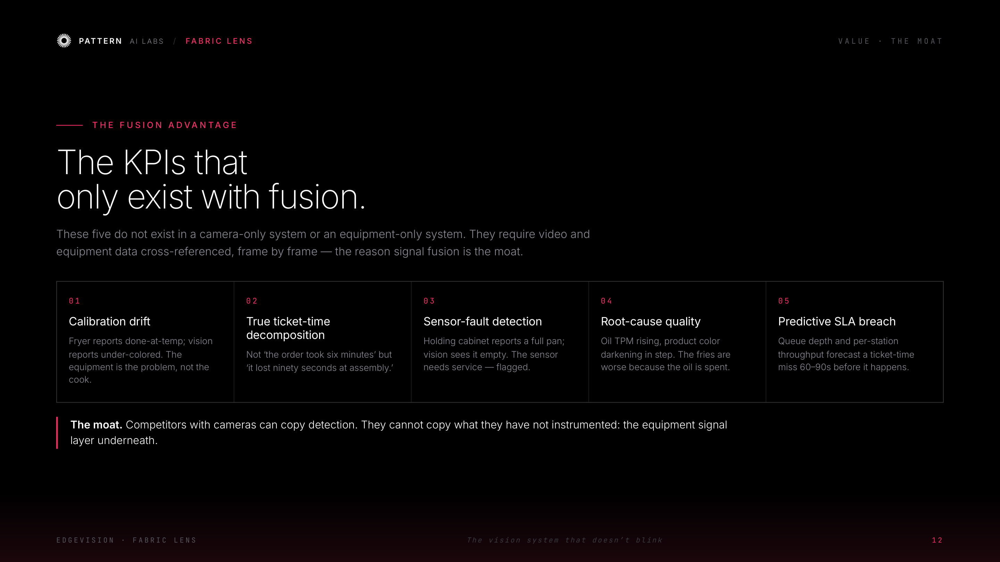 PATTERN AI LABS / FABRIC LENS
VALUE · THE MOAT
THE FUSION ADVANTAGE
The KPIs that
only exist with fusion.
These five do not exist in a camera-only system or an equipment-only system. They require video and
equipment data cross-referenced, frame by frame — the reason signal fusion is the moat.
01
Calibration drift
Fryer reports done-at-temp; vision
reports under-colored. The
equipment is the problem, not the
cook.
02
True ticket-time
decomposition
Not ‘the order took six minutes’ but
‘it lost ninety seconds at assembly.’
03
Sensor-fault detection
Holding cabinet reports a full pan;
vision sees it empty. The sensor
needs service — flagged.
04
Root-cause quality
Oil TPM rising, product color
darkening in step. The fries are
worse because the oil is spent.
05
Predictive SLA breach
Queue depth and per-station
throughput forecast a ticket-time
miss 60–90s before it happens.
The moat. Competitors with cameras can copy detection. They cannot copy what they have not instrumented: the equipment signal
layer underneath.
EDGEVISION · FABRIC LENS
The vision system that doesn’t blink
12